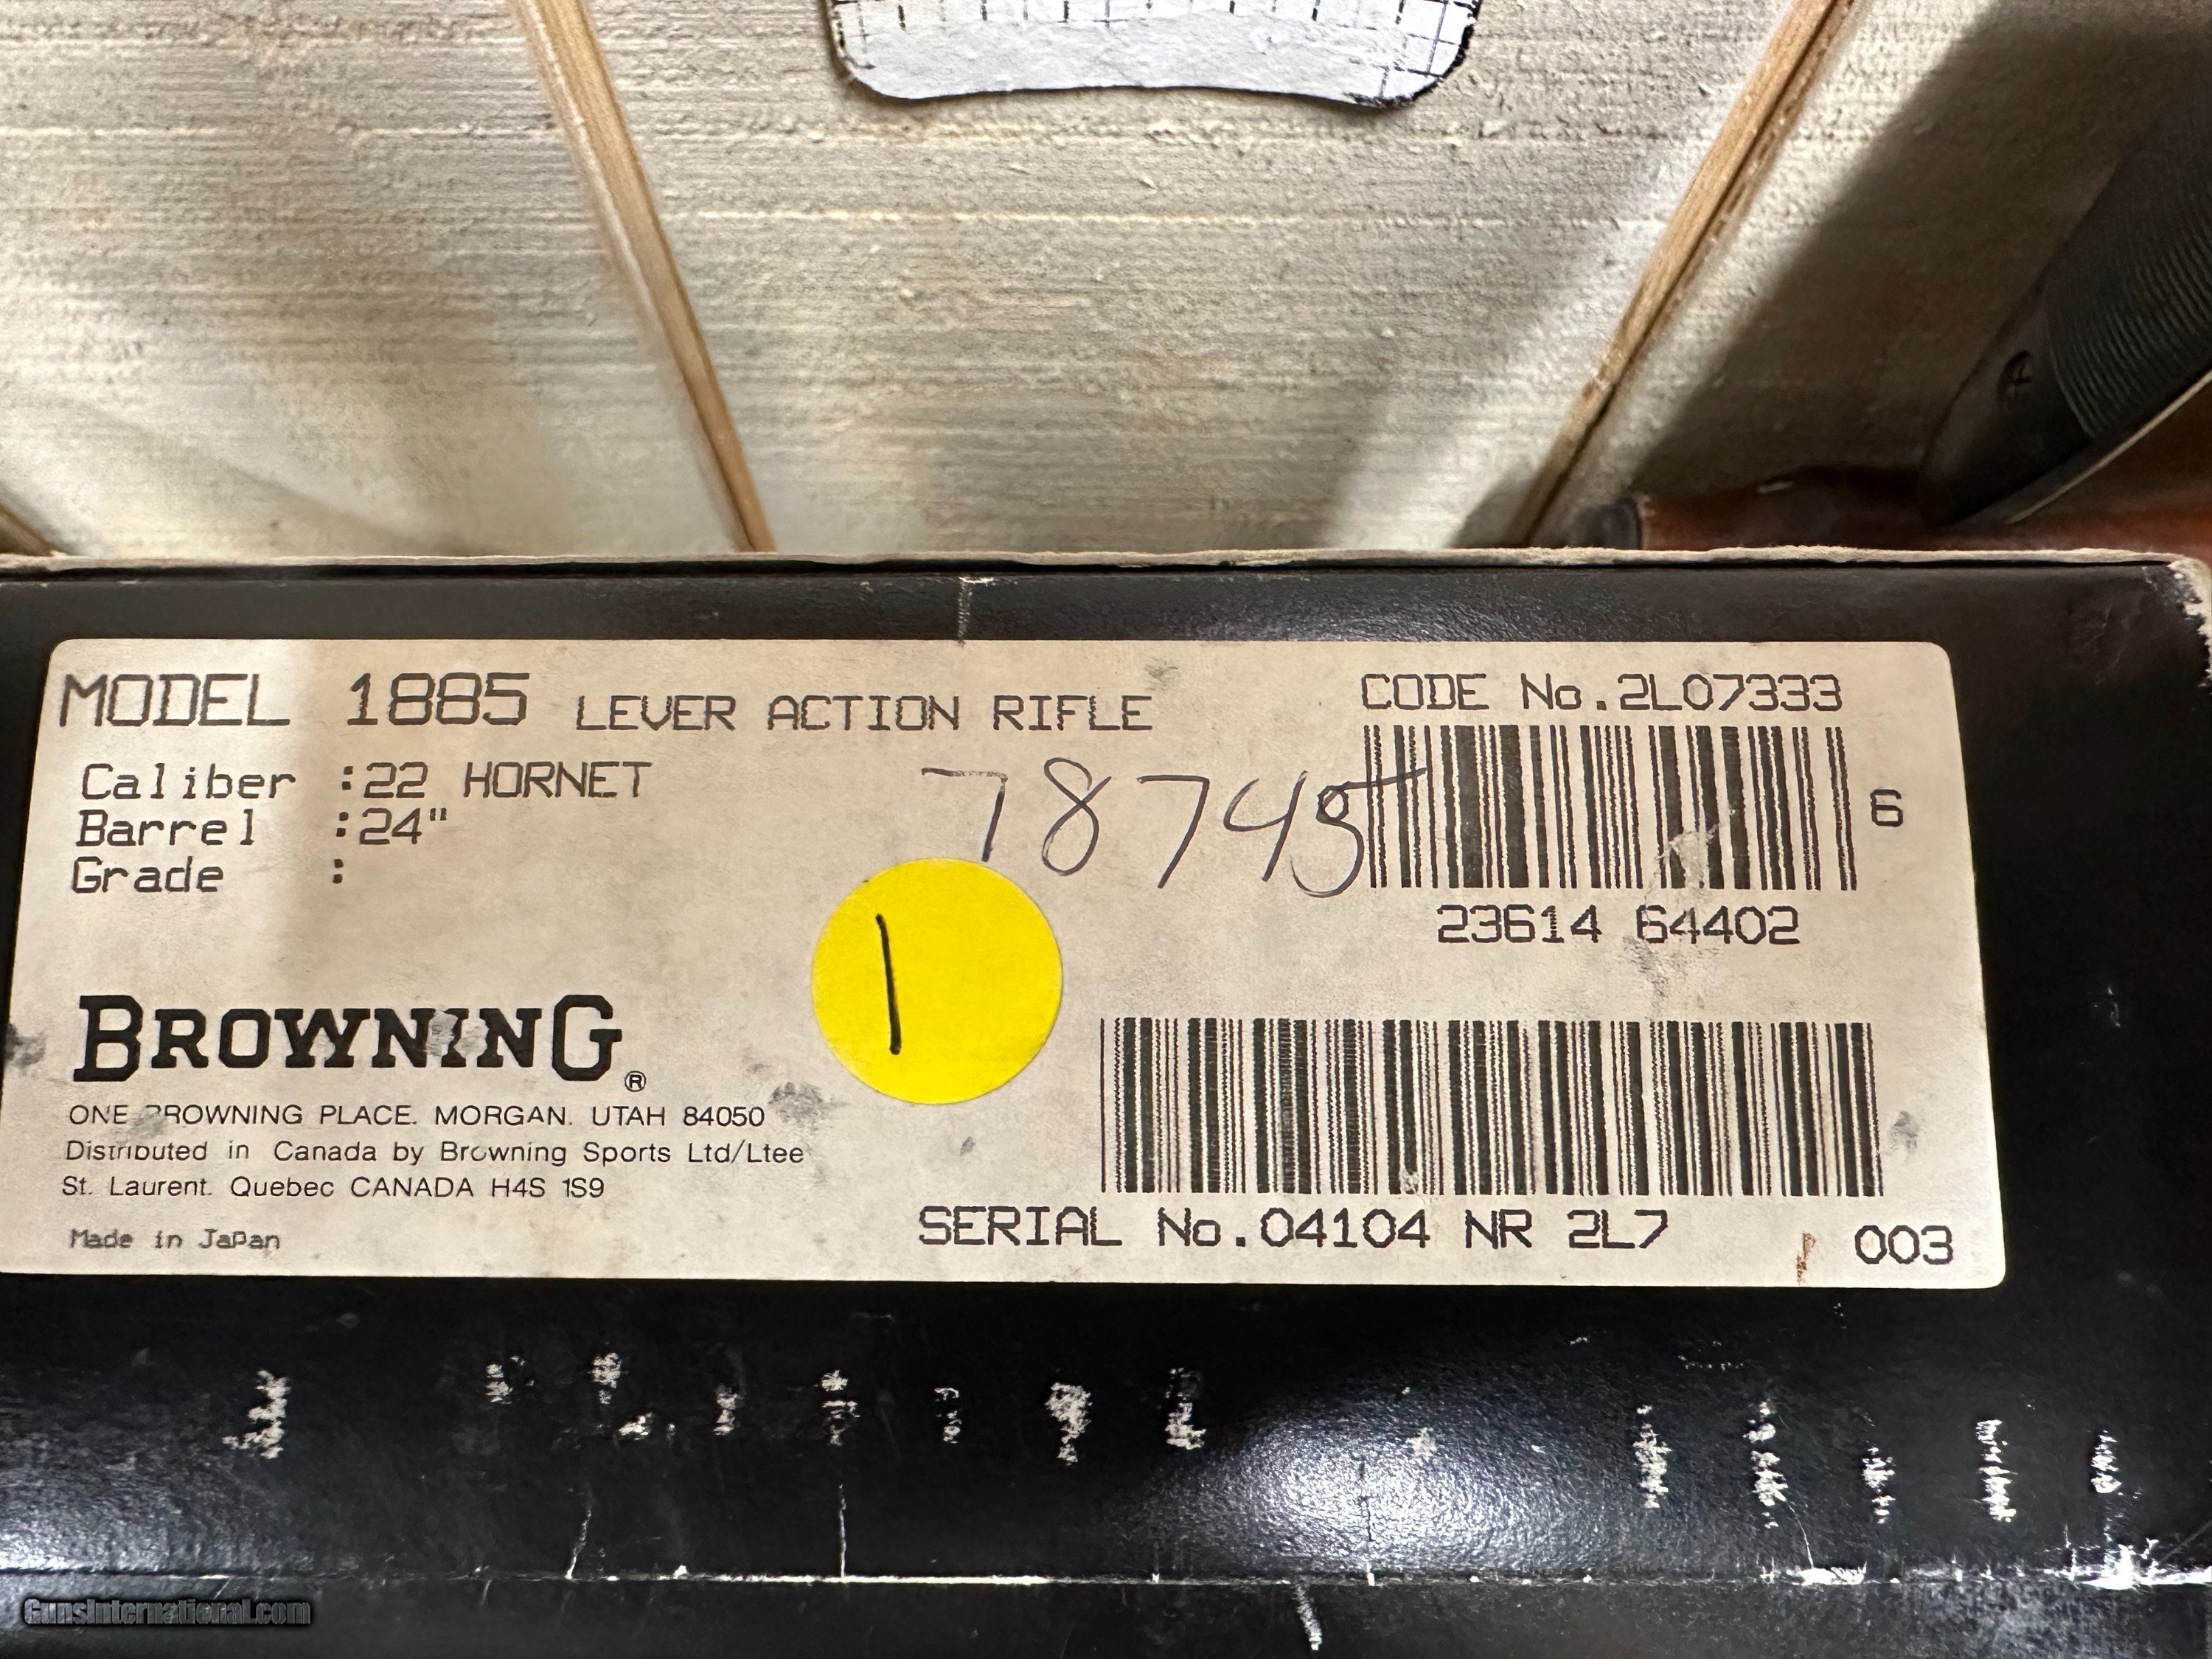 MODEL 1885 LEVER ACTION RIFLE
CODE No.2L07333
Caliber :22 HORNET
Barrel :24"
Grade :
78745
6
23614 64402
1
BROWNING®
ONE BROWNING PLACE. MORGAN. UTAH 84050
Distributed in Canada by Browning Sports Ltd/Ltee
St. Laurent. Quebec CANADA H4S 1S9
Made in JaPan
SERIAL No.04104 NR 2L7
003
GunsInternational.com